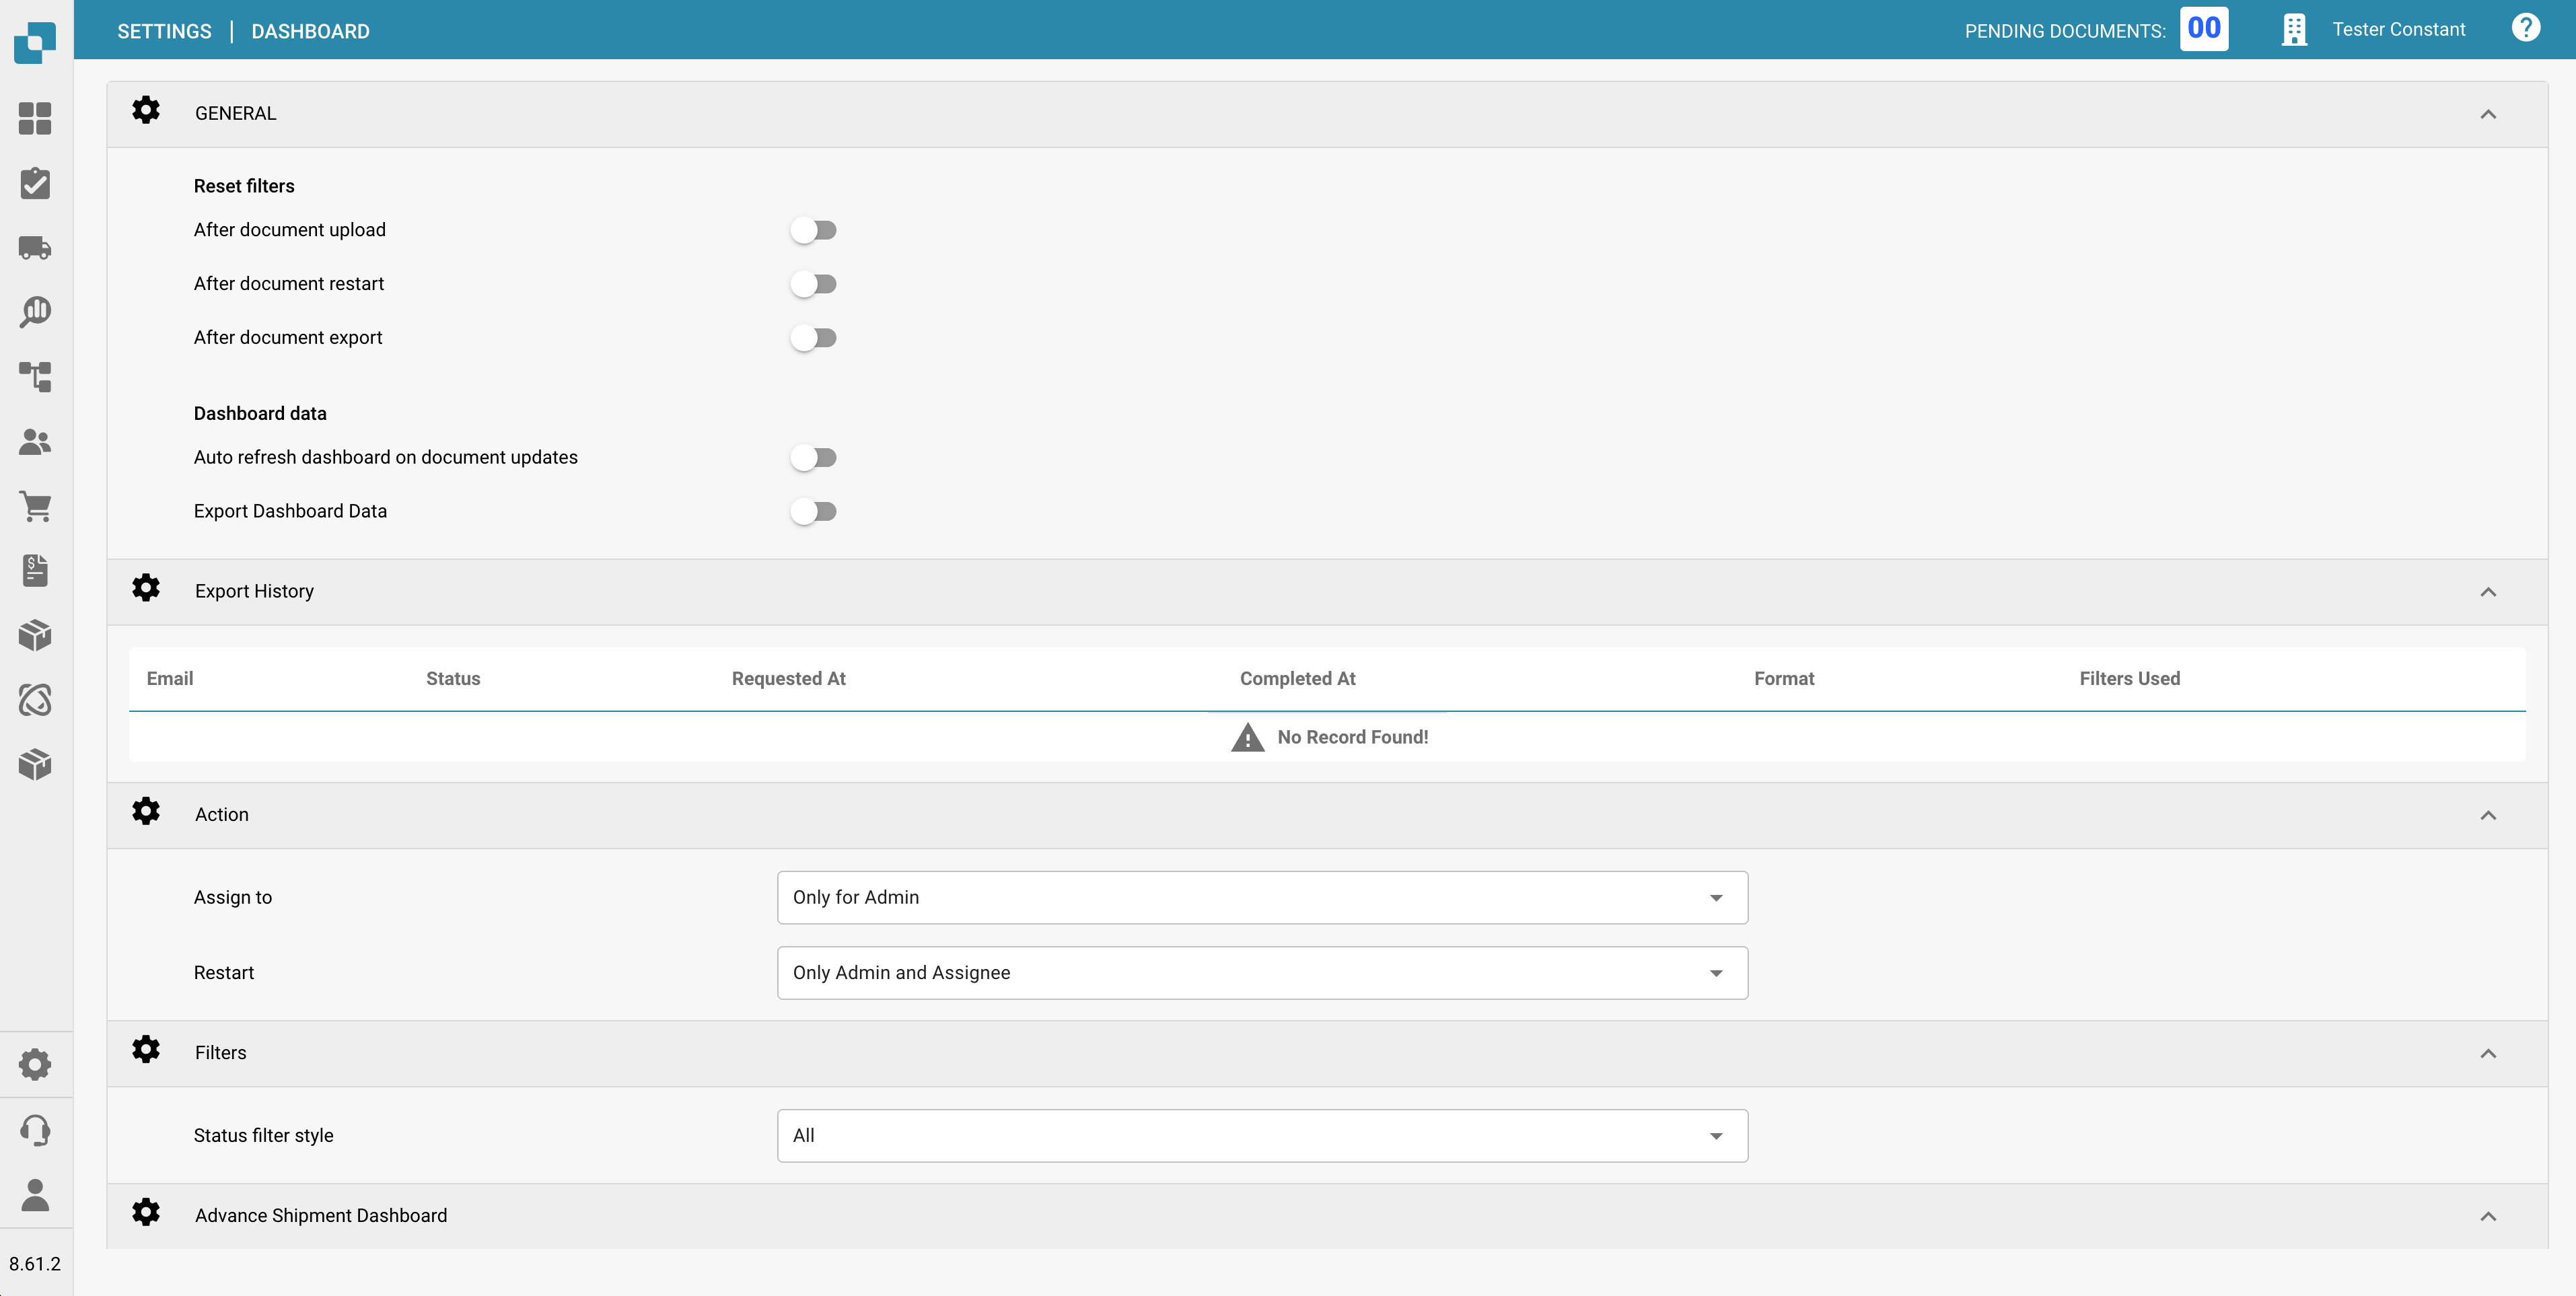 SETTINGS | DASHBOARD
PENDING DOCUMENTS: 00
Tester Constant
GENERAL
Reset filters
After document upload
After document restart
After document export
Dashboard data
Auto refresh dashboard on document updates
Export Dashboard Data
Export History
Email Status Requested At Completed At Format Filters Used
No Record Found!
Action
Assign to Only for Admin
Restart Only Admin and Assignee
Filters
Status filter style All
Advance Shipment Dashboard
8.61.2